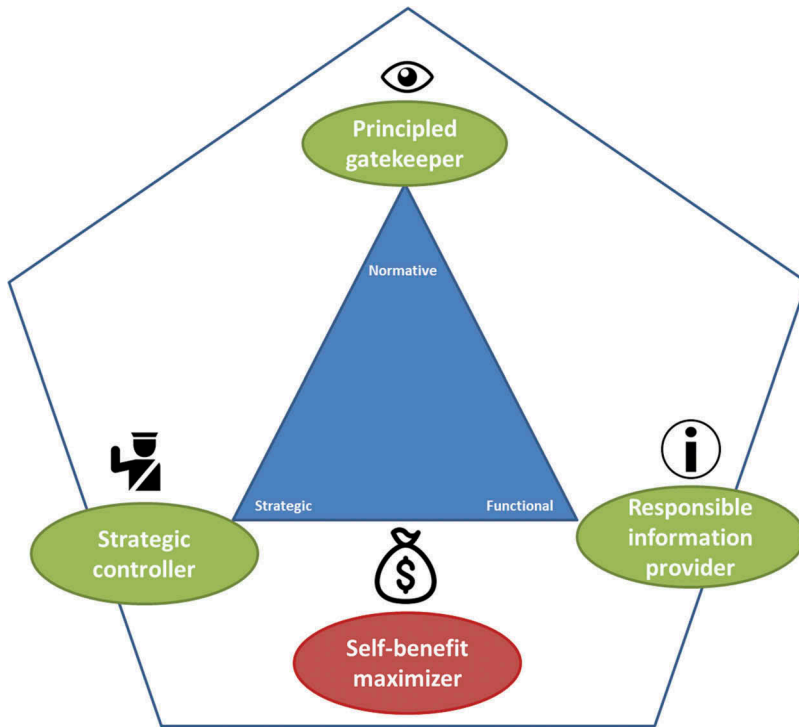 Principled
gatekeeper
Normative
Strategic
Functional
Strategic
controller
Responsible
information
provider
$
Self-benefit
maximizer